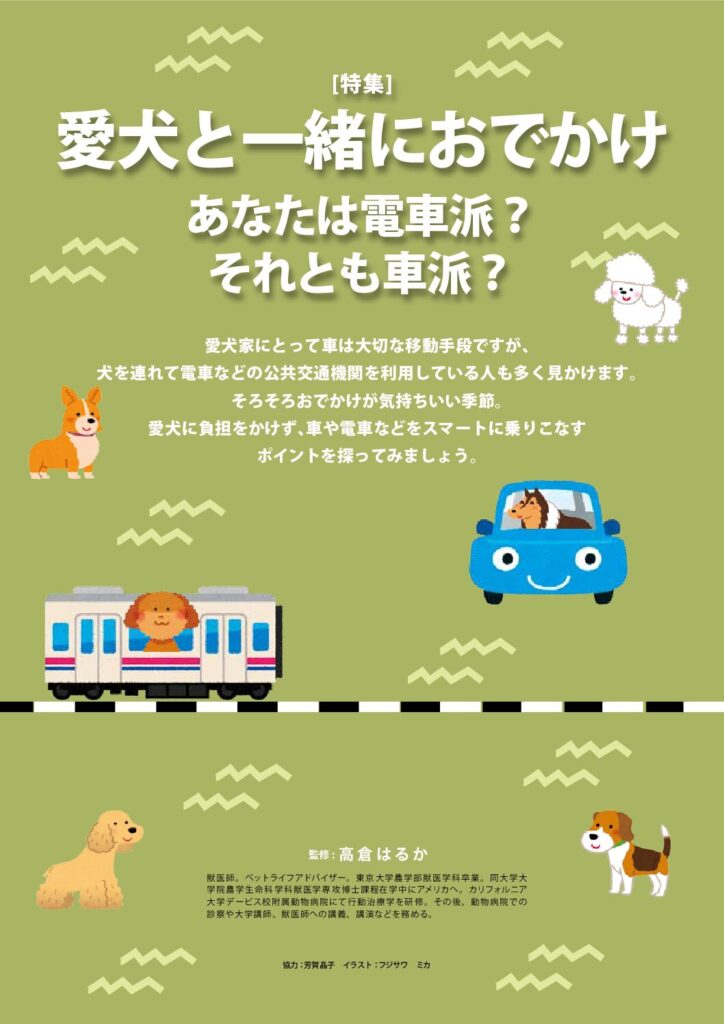 [特集]
愛犬と一緒におでかけ
あなたは電車派？
それとも車派？
愛犬家にとって車は大切な移動手段ですが、
犬を連れて電車などの公共交通機関を利用している人も多く見かけます。
そろそろおでかけが気持ちいい季節。
愛犬に負担をかけず、車や電車などをスマートに乗りこなす
ポイントを探ってみましょう。
監修：高倉はるか
獣医師。ペットライフアドバイザー。東京大学農学部獣医学科卒業。同大学大
学院農学生命科学科獣医学専攻博士課程在学中にアメリカへ。カリフォルニア
大学デービス校附属動物病院にて行動治療学を研修。その後、動物病院での
診察や大学講師、獣医師への講義、講演などを務める。
協力：芳賀晶子　イラスト：フジサワ　ミカ